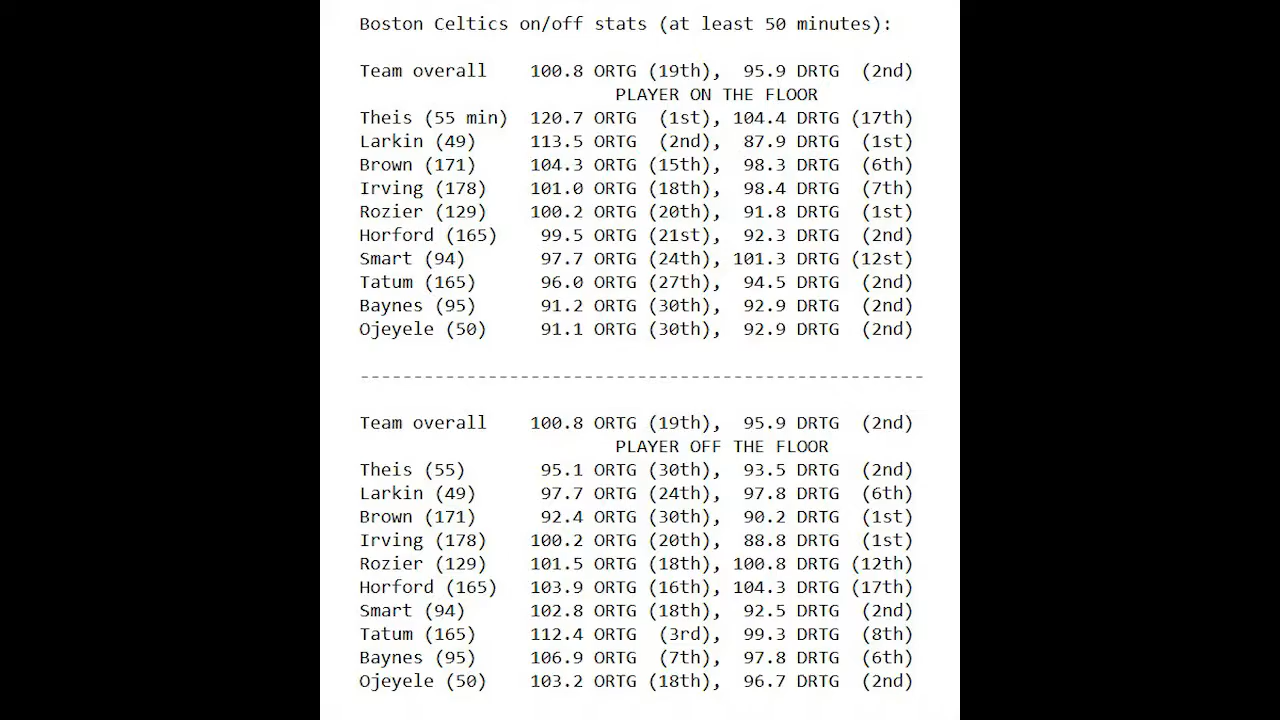 Boston Celtics on/off stats (at least 50 minutes):
Team overall 100.8 ORTG (19th), 95.9 DRTG (2nd)
PLAYER ON THE FLOOR
Theis (55 min) 120.7 ORTG (1st), 104.4 DRTG (17th)
Larkin (49) 113.5 ORTG (2nd), 87.9 DRTG (1st)
Brown (171) 104.3 ORTG (15th), 98.3 DRTG (6th)
Irving (178) 101.0 ORTG (18th), 98.4 DRTG (7th)
Rozier (129) 100.2 ORTG (20th), 91.8 DRTG (1st)
Horford (165) 99.5 ORTG (21st), 92.3 DRTG (2nd)
Smart (94) 97.7 ORTG (24th), 101.3 DRTG (12st)
Tatum (165) 96.0 ORTG (27th), 94.5 DRTG (2nd)
Baynes (95) 91.2 ORTG (30th), 92.9 DRTG (2nd)
Ojeyele (50) 91.1 ORTG (30th), 92.9 DRTG (2nd)
-----------------------------------------------------
Team overall 100.8 ORTG (19th), 95.9 DRTG (2nd)
PLAYER OFF THE FLOOR
Theis (55) 95.1 ORTG (30th), 93.5 DRTG (2nd)
Larkin (49) 97.7 ORTG (24th), 97.8 DRTG (6th)
Brown (171) 92.4 ORTG (30th), 90.2 DRTG (1st)
Irving (178) 100.2 ORTG (20th), 88.8 DRTG (1st)
Rozier (129) 101.5 ORTG (18th), 100.8 DRTG (12th)
Horford (165) 103.9 ORTG (16th), 104.3 DRTG (17th)
Smart (94) 102.8 ORTG (18th), 92.5 DRTG (2nd)
Tatum (165) 112.4 ORTG (3rd), 99.3 DRTG (8th)
Baynes (95) 106.9 ORTG (7th), 97.8 DRTG (6th)
Ojeyele (50) 103.2 ORTG (18th), 96.7 DRTG (2nd)